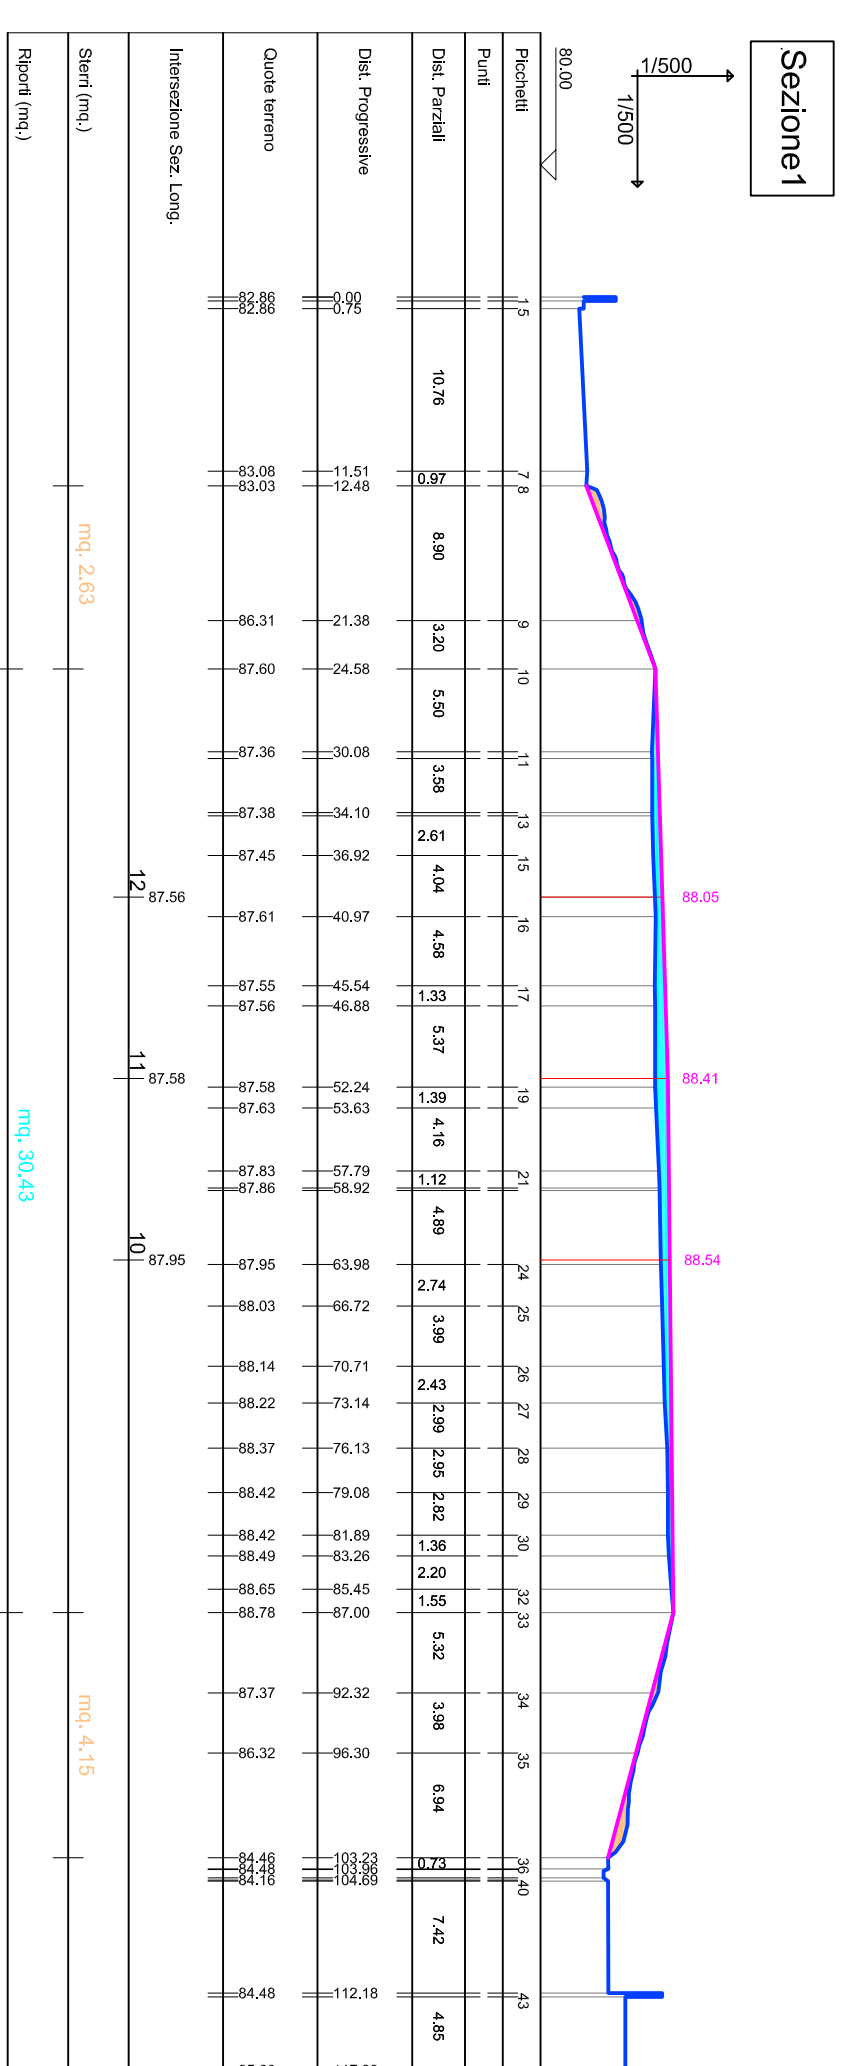 Sezione1
1/500
1/500
80.00
Picchetti
1 5 7 8 9 10 11 13 15 16 17 19 21 24 25 26 27 28 29 30 32 33 34 35 36 40 43
Punti
Dist. Parziali
10.76 0.97 8.90 3.20 5.50 3.58 2.61 4.04 4.58 1.33 5.37 1.39 4.16 1.12 4.89 2.74 3.99 2.43 2.99 2.95 2.82 1.36 2.20 1.55 5.32 3.98 6.94 0.73 7.42 4.85
Dist. Progressive
0.00 0.75 11.51 12.48 21.38 24.58 30.08 34.10 36.92 40.97 45.54 46.88 52.24 53.63 57.79 58.92 63.98 66.72 70.71 73.14 76.13 79.08 81.89 83.26 85.45 87.00 92.32 96.30 103.23 103.96 104.69 112.18
Quote terreno
82.86 82.86 83.08 83.03 86.31 87.60 87.36 87.38 87.45 87.61 87.55 87.56 87.58 87.63 87.83 87.86 87.95 88.03 88.14 88.22 88.37 88.42 88.42 88.49 88.65 88.78 87.37 86.32 84.46 84.48 84.16 84.48
Intersezione Sez. Long.
12 87.56
11 87.58
10 87.95
88.05
88.41
88.54
Sterri (mq.)
mq. 2.63
mq. 4.15
Riporti (mq.)
mq. 30.43